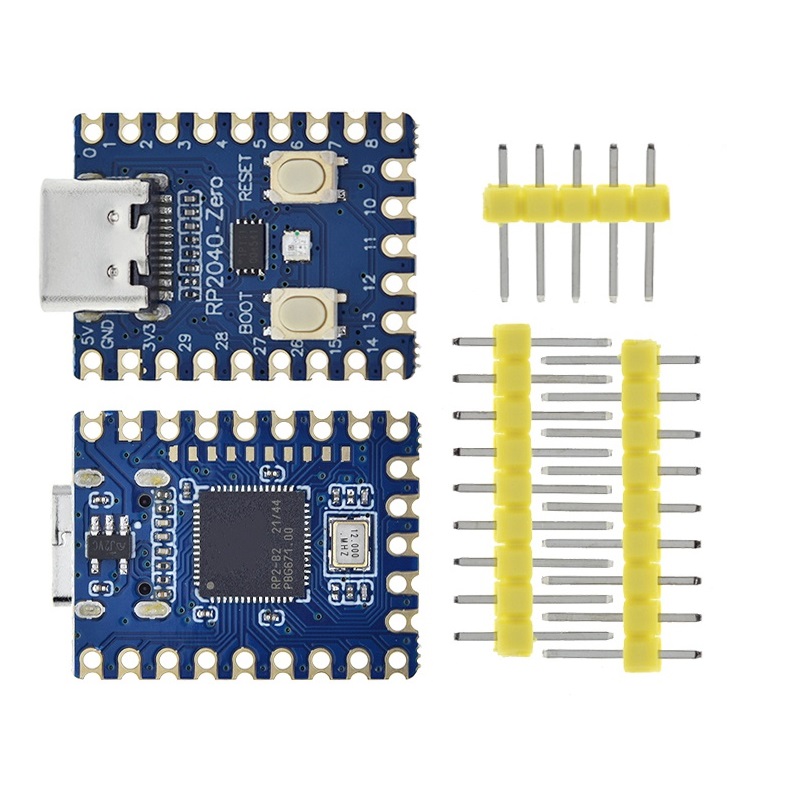 0 1 2 3 4 5 6 7 8
9
10
11
12
13
RESET
RP2040-Zero
BOOT
5V GND 3V3 29 28 27 26 15 14
RP2-B2 21/44
P8G671.00
12.000
.MHZ